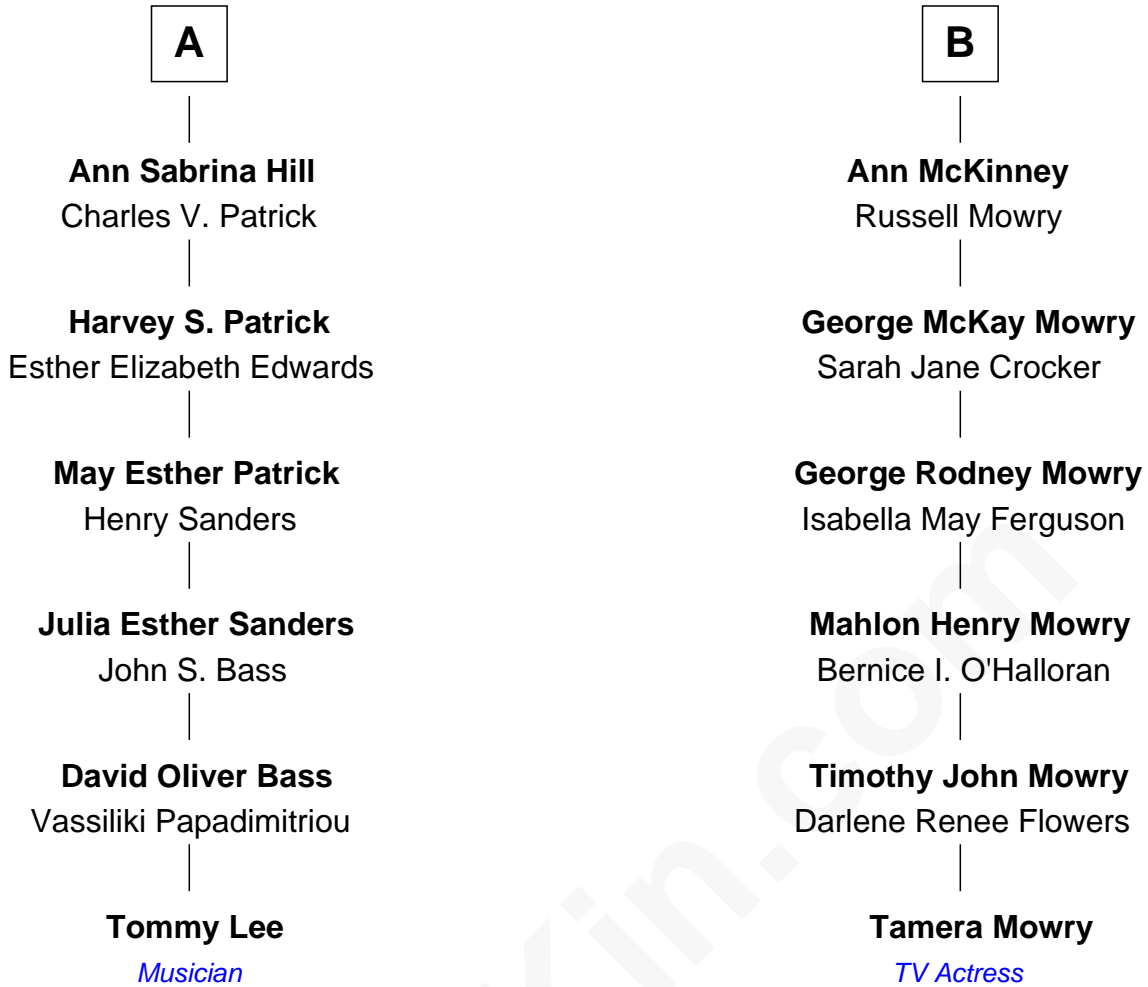 A
B
Ann Sabrina Hill
Charles V. Patrick
Ann McKinney
Russell Mowry
Harvey S. Patrick
Esther Elizabeth Edwards
George McKay Mowry
Sarah Jane Crocker
May Esther Patrick
Henry Sanders
George Rodney Mowry
Isabella May Ferguson
Julia Esther Sanders
John S. Bass
Mahlon Henry Mowry
Bernice I. O'Halloran
David Oliver Bass
Vassiliki Papadimitriou
Timothy John Mowry
Darlene Renee Flowers
Tommy Lee
Musician
Tamera Mowry
TV Actress
Kin.com